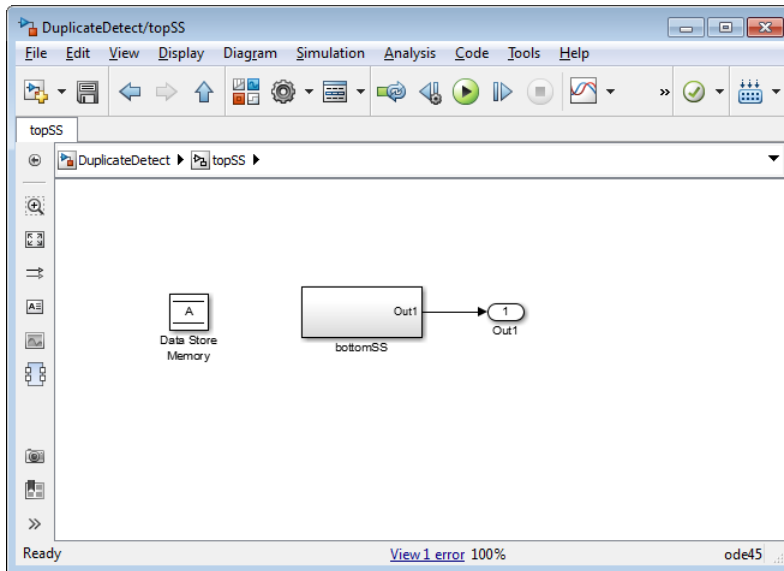 DuplicateDetect/topSS
File Edit View Display Diagram Simulation Analysis Code Tools Help
»
topSS
DuplicateDetect ▶ topSS ▶
A
Data Store
Memory
Out1
bottomSS
1
Out1
»
Ready View 1 error 100% ode45